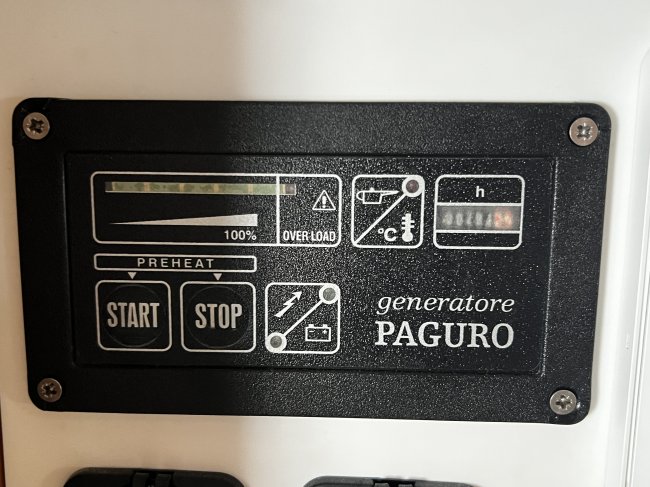 h
100%
OVER LOAD
°C
PREHEAT
START
STOP
generatore
PAGURO